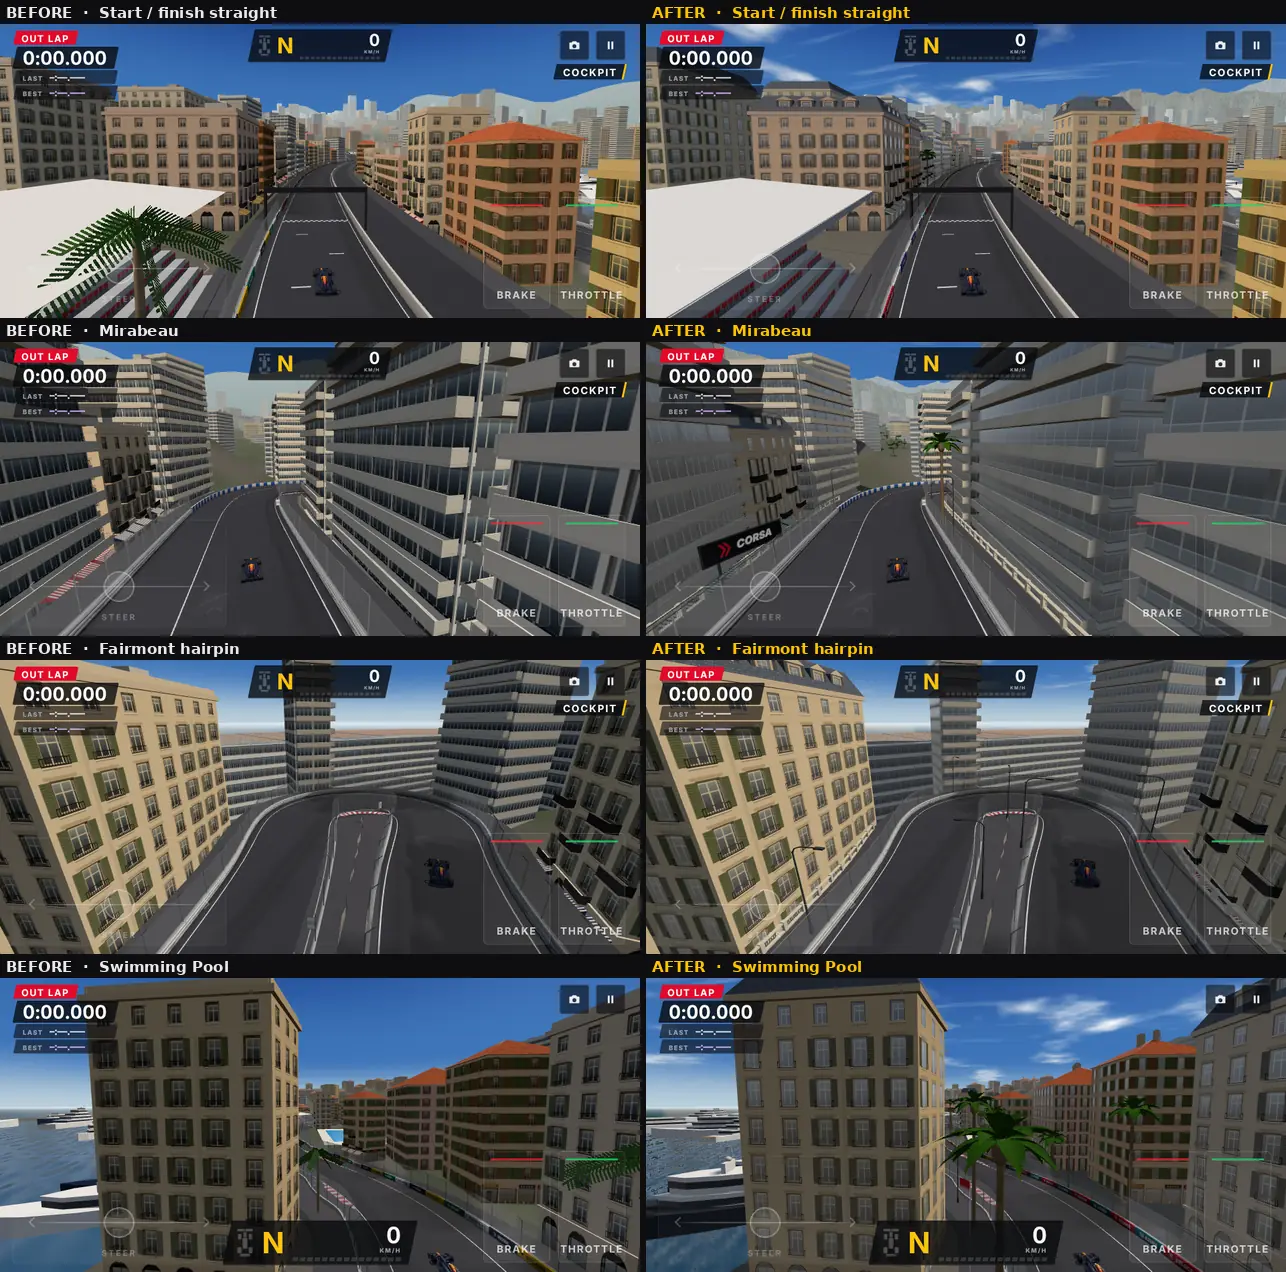 BEFORE · Start / finish straight
OUT LAP
0:00.000
LAST --:--.---
BEST --:--.---
N
0
KM/H
COCKPIT
STEER
BRAKE
THROTTLE
AFTER · Start / finish straight
OUT LAP
0:00.000
LAST --:--.---
BEST --:--.---
N
0
KM/H
COCKPIT
STEER
BRAKE
THROTTLE
BEFORE · Mirabeau
OUT LAP
0:00.000
LAST --:--.---
BEST --:--.---
N
0
KM/H
COCKPIT
STEER
BRAKE
THROTTLE
AFTER · Mirabeau
OUT LAP
0:00.000
LAST --:--.---
BEST --:--.---
N
0
KM/H
COCKPIT
CORSA
STEER
BRAKE
THROTTLE
BEFORE · Fairmont hairpin
OUT LAP
0:00.000
LAST --:--.---
BEST --:--.---
N
0
KM/H
COCKPIT
STEER
BRAKE
THROTTLE
AFTER · Fairmont hairpin
OUT LAP
0:00.000
LAST --:--.---
BEST --:--.---
N
0
KM/H
COCKPIT
BRAKE
THROTTLE
BEFORE · Swimming Pool
OUT LAP
0:00.000
LAST --:--.---
BEST --:--.---
STEER
N
0
KM/H
BRAKE
THROTTLE
AFTER · Swimming Pool
OUT LAP
0:00.000
LAST --:--.---
BEST --:--.---
STEER
N
0
KM/H
BRAKE
THROTTLE